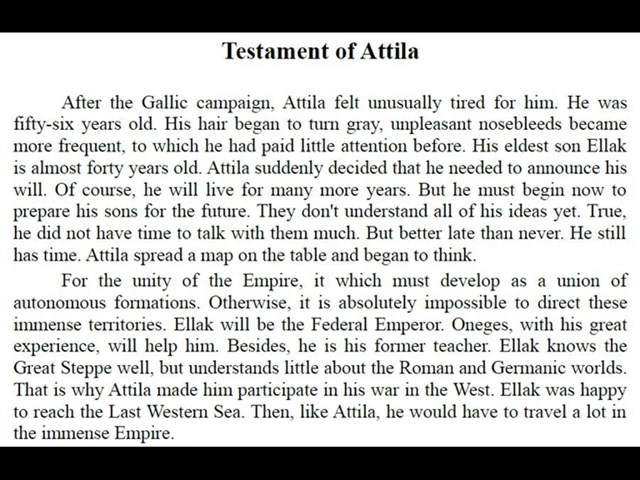 Testament of Attila
After the Gallic campaign, Attila felt unusually tired for him. He was
fifty-six years old. His hair began to turn gray, unpleasant nosebleeds became
more frequent, to which he had paid little attention before. His eldest son Ellak
is almost forty years old. Attila suddenly decided that he needed to announce his
will. Of course, he will live for many more years. But he must begin now to
prepare his sons for the future. They don't understand all of his ideas yet. True,
he did not have time to talk with them much. But better late than never. He still
has time. Attila spread a map on the table and began to think.
For the unity of the Empire, it which must develop as a union of
autonomous formations. Otherwise, it is absolutely impossible to direct these
immense territories. Ellak will be the Federal Emperor. Oneges, with his great
experience, will help him. Besides, he is his former teacher. Ellak knows the
Great Steppe well, but understands little about the Roman and Germanic worlds.
That is why Attila made him participate in his war in the West. Ellak was happy
to reach the Last Western Sea. Then, like Attila, he would have to travel a lot in
the immense Empire.